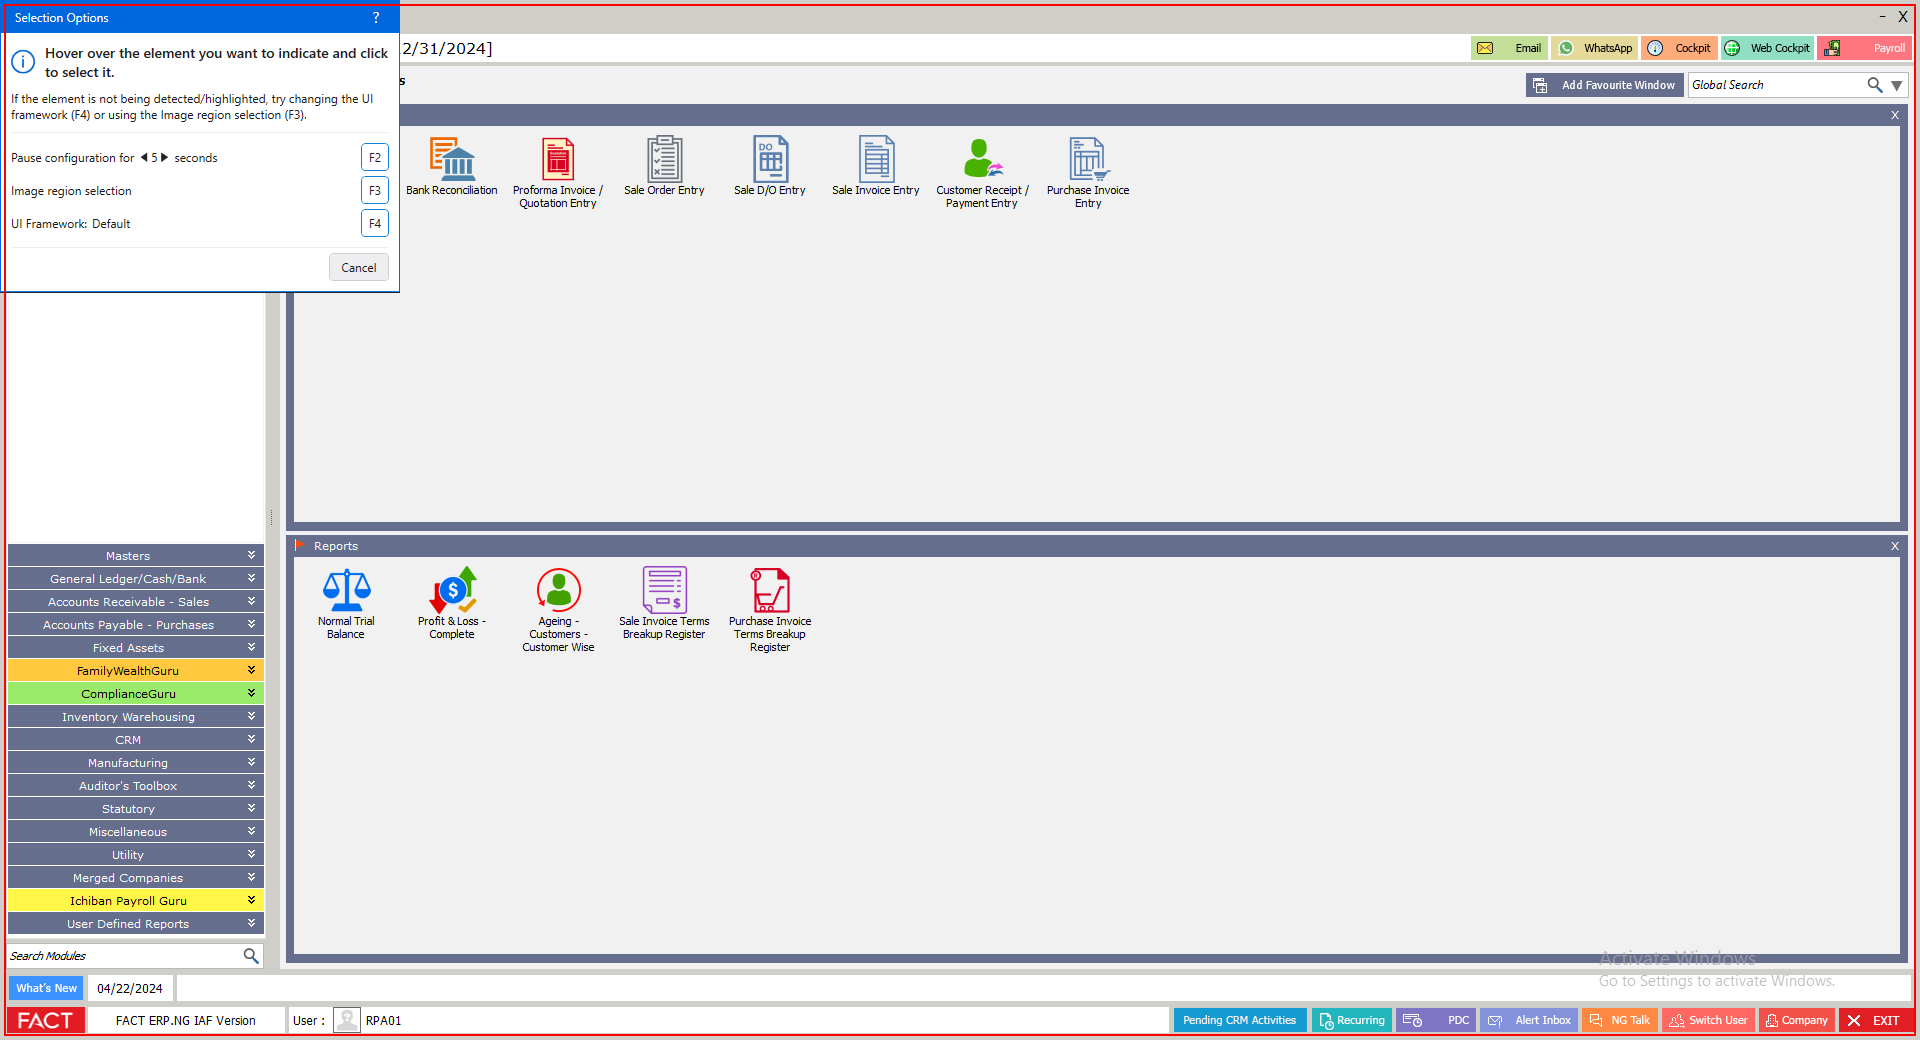 Selection Options
?
- X
Hover over the element you want to indicate and click
to select it.
If the element is not being detected/highlighted, try changing the UI
framework (F4) or using the Image region selection (F3).
Pause configuration for 5 seconds
F2
Image region selection
F3
UI Framework: Default
F4
Cancel
2/31/2024]
Email
WhatsApp
Cockpit
Web Cockpit
Payroll
s
Add Favourite Window
Global Search
X
Bank Reconciliation
Proforma Invoice /
Quotation Entry
Sale Order Entry
DO
Sale D/O Entry
Sale Invoice Entry
Customer Receipt /
Payment Entry
Purchase Invoice
Entry
Reports
X
Normal Trial
Balance
Profit & Loss -
Complete
Ageing -
Customers -
Customer Wise
Sale Invoice Terms
Breakup Register
Purchase Invoice
Terms Breakup
Register
Masters
General Ledger/Cash/Bank
Accounts Receivable - Sales
Accounts Payable - Purchases
Fixed Assets
FamilyWealthGuru
ComplianceGuru
Inventory Warehousing
CRM
Manufacturing
Auditor's Toolbox
Statutory
Miscellaneous
Utility
Merged Companies
Ichiban Payroll Guru
User Defined Reports
Search Modules
Activate Windows
Go to Settings to activate Windows.
What's New
04/22/2024
FACT
FACT ERP.NG IAF Version
User :
RPA01
Pending CRM Activities
Recurring
PDC
Alert Inbox
NG Talk
Switch User
Company
EXIT